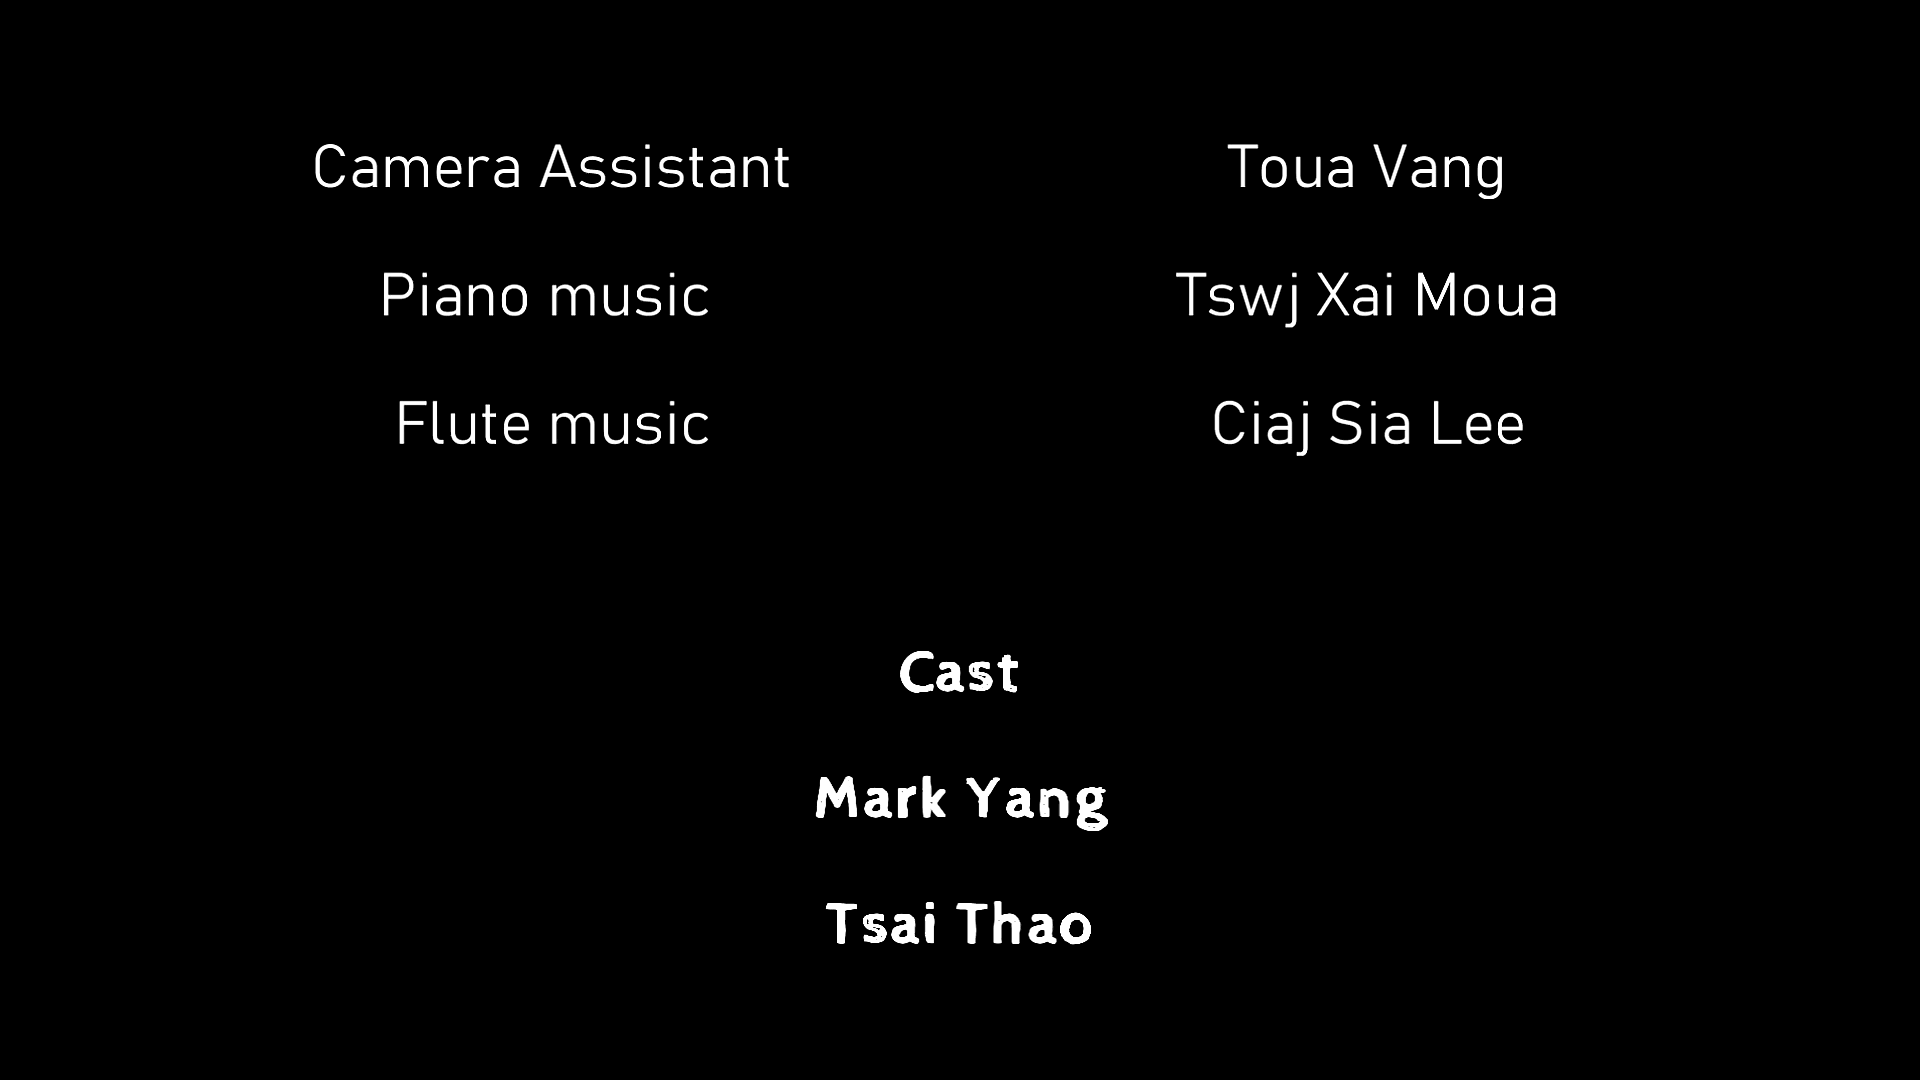 Camera Assistant Toua Vang
Piano music Tswj Xai Moua
Flute music Ciaj Sia Lee
Cast
Mark Yang
Tsai Thao